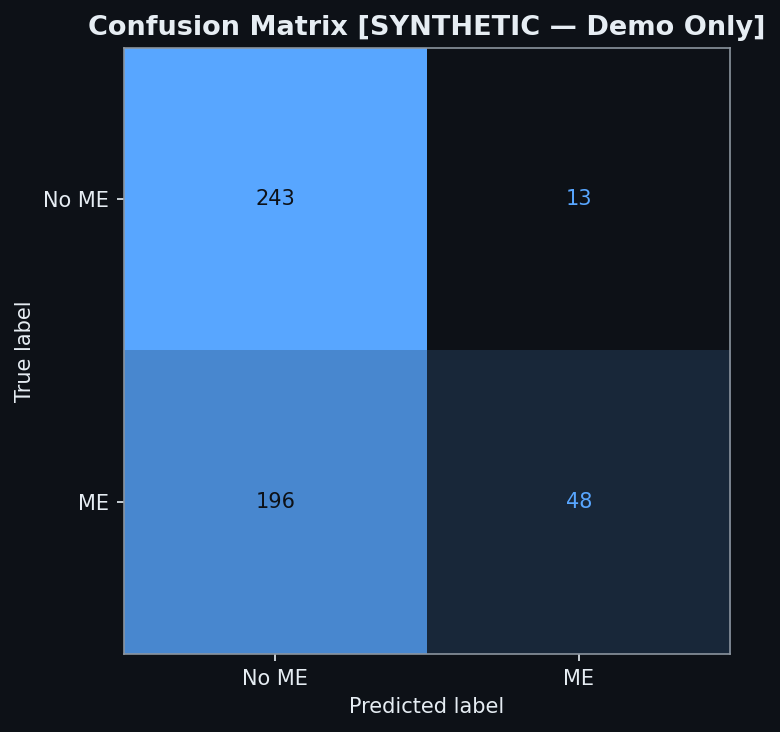 Confusion Matrix [SYNTHETIC — Demo Only]
True label
No ME
243
13
ME
196
48
No ME
ME
Predicted label